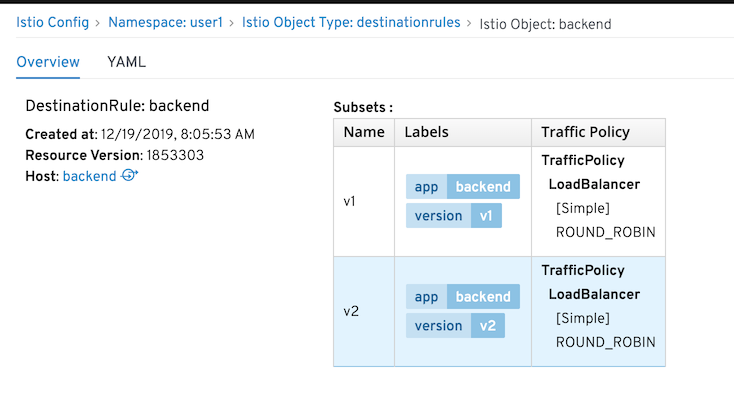 Istio Config > Namespace: user1 > Istio Object Type: destinationrules > Istio Object: backend
Overview YAML
DestinationRule: backend
Created at: 12/19/2019, 8:05:53 AM
Resource Version: 1853303
Host: backend
Subsets :
Name Labels Traffic Policy
v1
app backend
version v1
TrafficPolicy
LoadBalancer
[Simple]
ROUND_ROBIN
v2
app backend
version v2
TrafficPolicy
LoadBalancer
[Simple]
ROUND_ROBIN